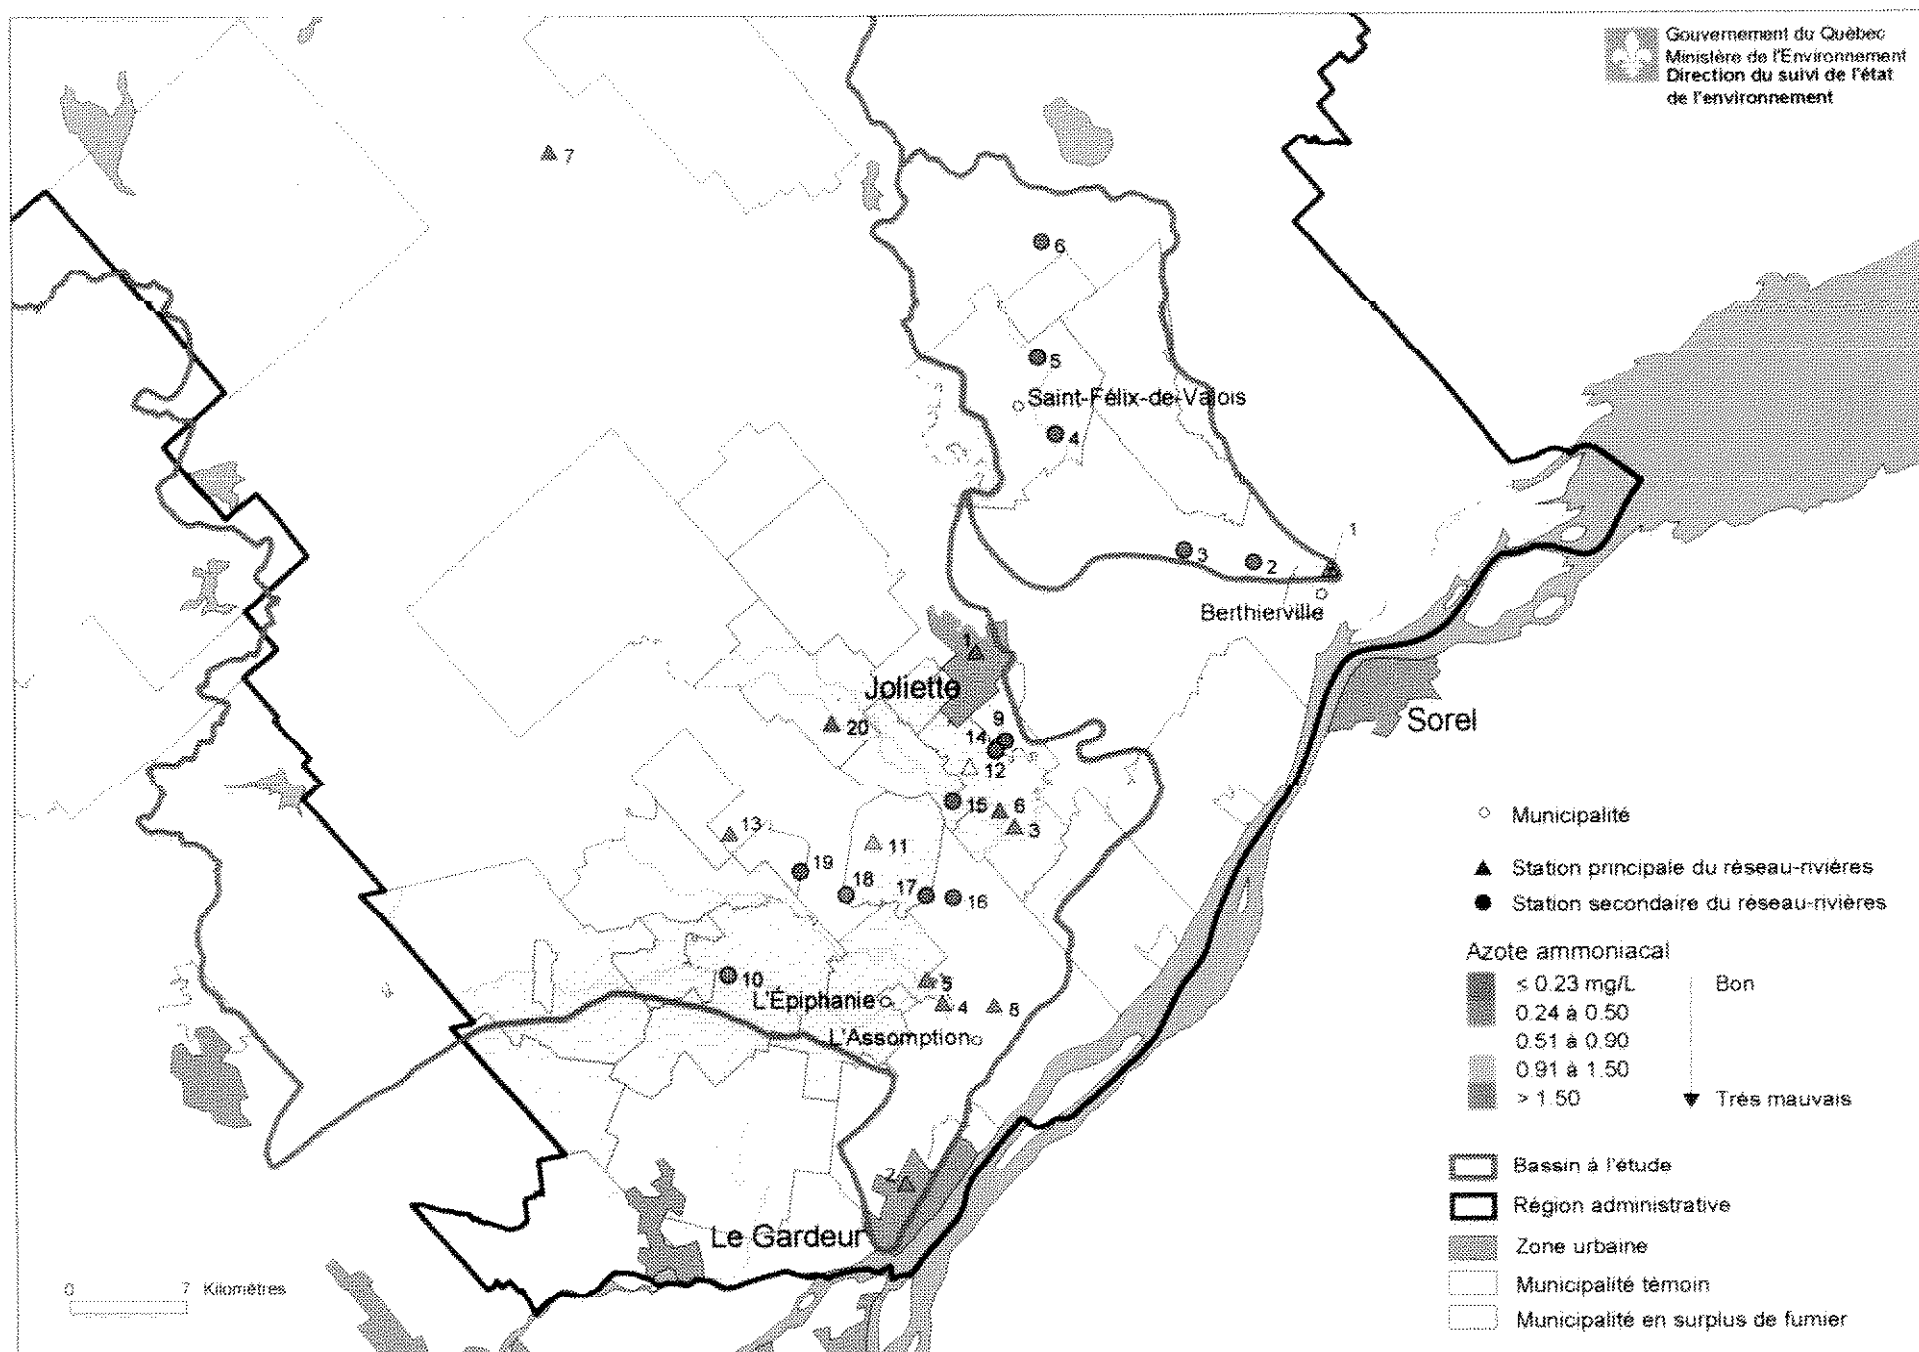 Gouvernement du Québec
Ministère de l'Environnement
Direction du suivi de l'état
de l'environnement
7
6
5
Saint-Félix-de-Valois
4
1
3
2
Berthierville
1
Joliette
Sorel
20
9
14
12
15
6
3
13
11
19
18
17
16
10
5
L'Épiphanie
4
8
L'Assomption
2
Le Gardeur
0 7 Kilomètres
Municipalité
Station principale du réseau-rivières
Station secondaire du réseau-rivières
Azote ammoniacal
≤ 0.23 mg/L Bon
0.24 à 0.50
0.51 à 0.90
0.91 à 1.50
> 1.50 Très mauvais
Bassin à l'étude
Région administrative
Zone urbaine
Municipalité témoin
Municipalité en surplus de fumier